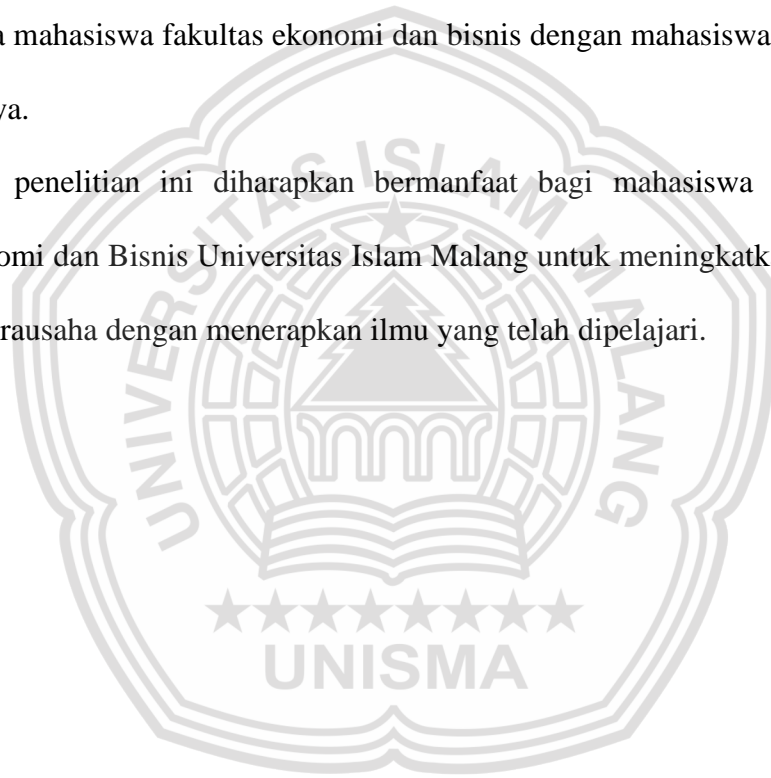 a mahasiswa fakultas ekonomi dan bisnis dengan mahasiswa
ya.
penelitian ini diharapkan bermanfaat bagi mahasiswa
omi dan Bisnis Universitas Islam Malang untuk meningkatk
rausaha dengan menerapkan ilmu yang telah dipelajari.
UNIVERSITAS ISLAM MALANG
UNISMA